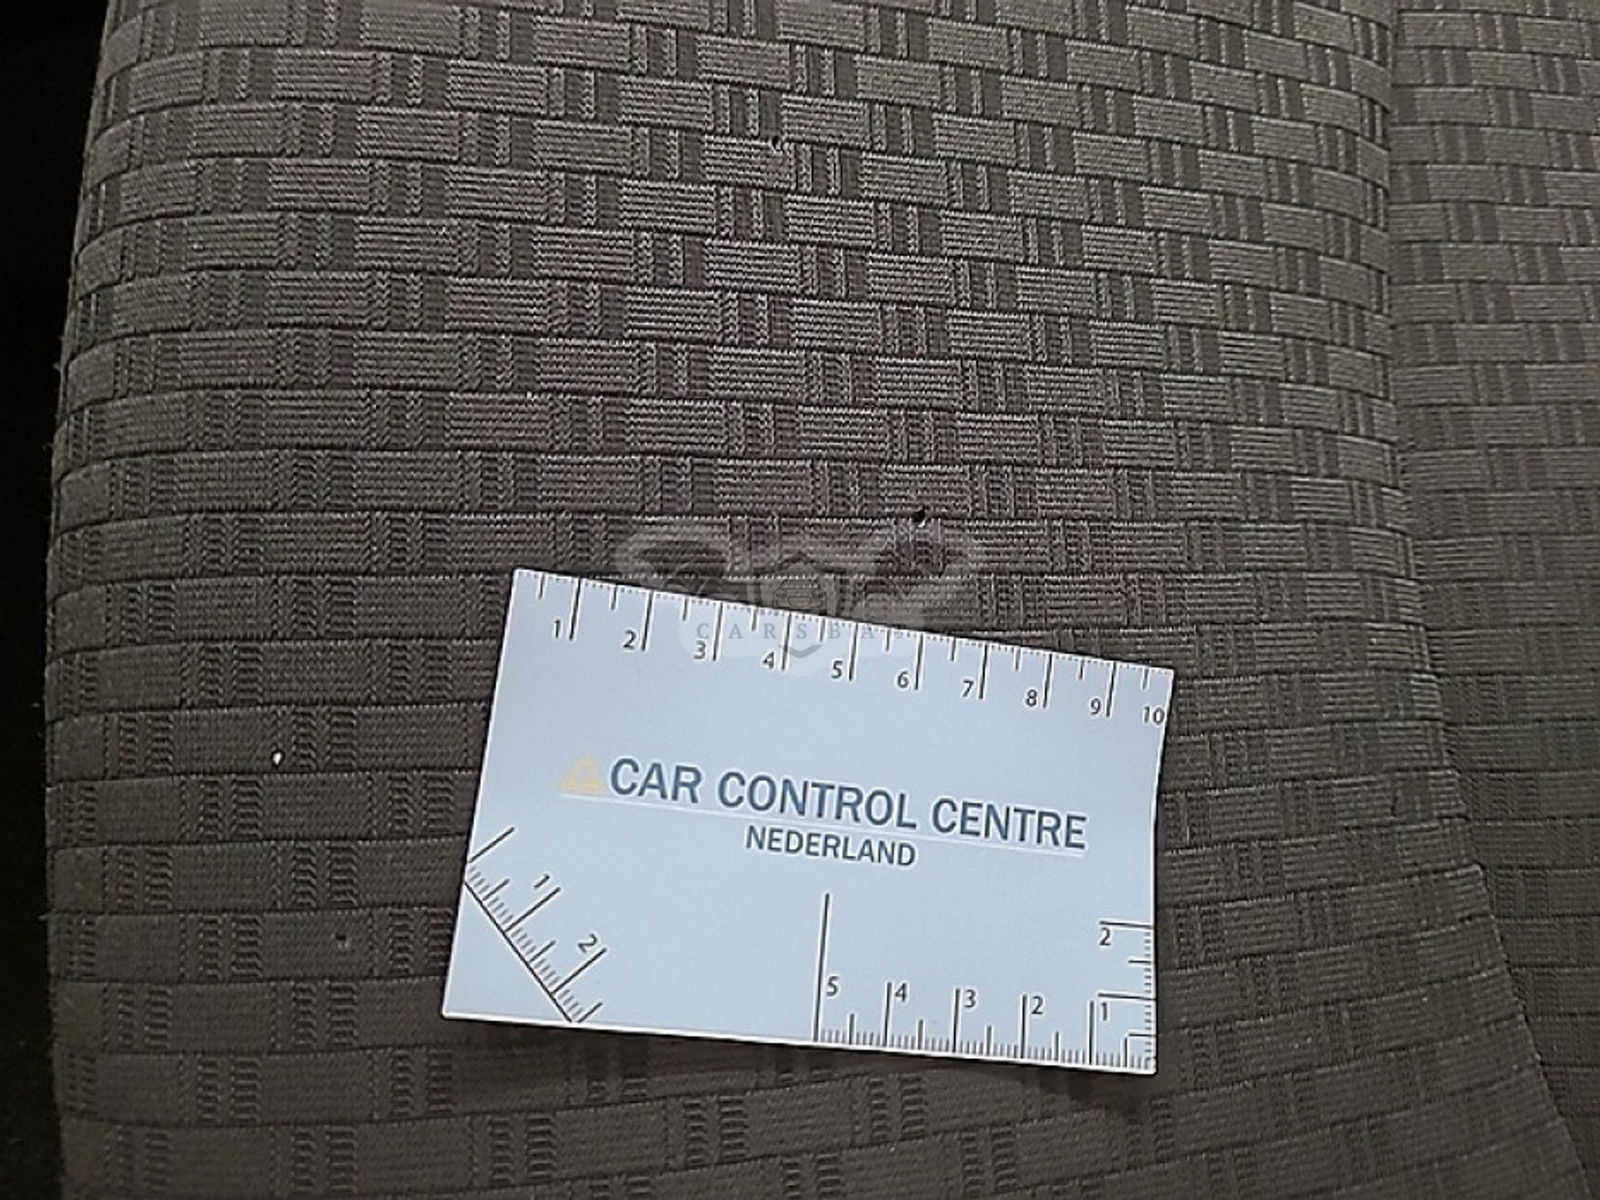 1 2 3 4 5 6 7 8 9 10
CARSBA
CAR CONTROL CENTRE
NEDERLAND
1 2
5 4 3 2 1
2